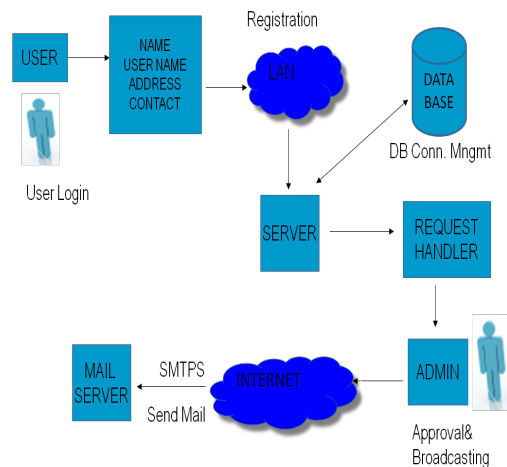 Registration
USER
NAME
USER NAME
ADDRESS
CONTACT
LAN
DATA
BASE
DB Conn. Mngmt
User Login
SERVER
REQUEST
HANDLER
MAIL
SERVER
SMTPS
Send Mail
INTERNET
ADMIN
Approval&
Broadcasting